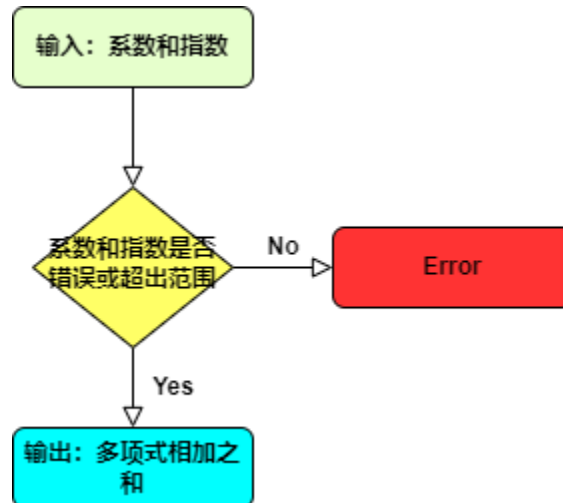 输入：系数和指数
系数和指数是否
错误或超出范围
No
Error
Yes
输出：多项式相加之
和